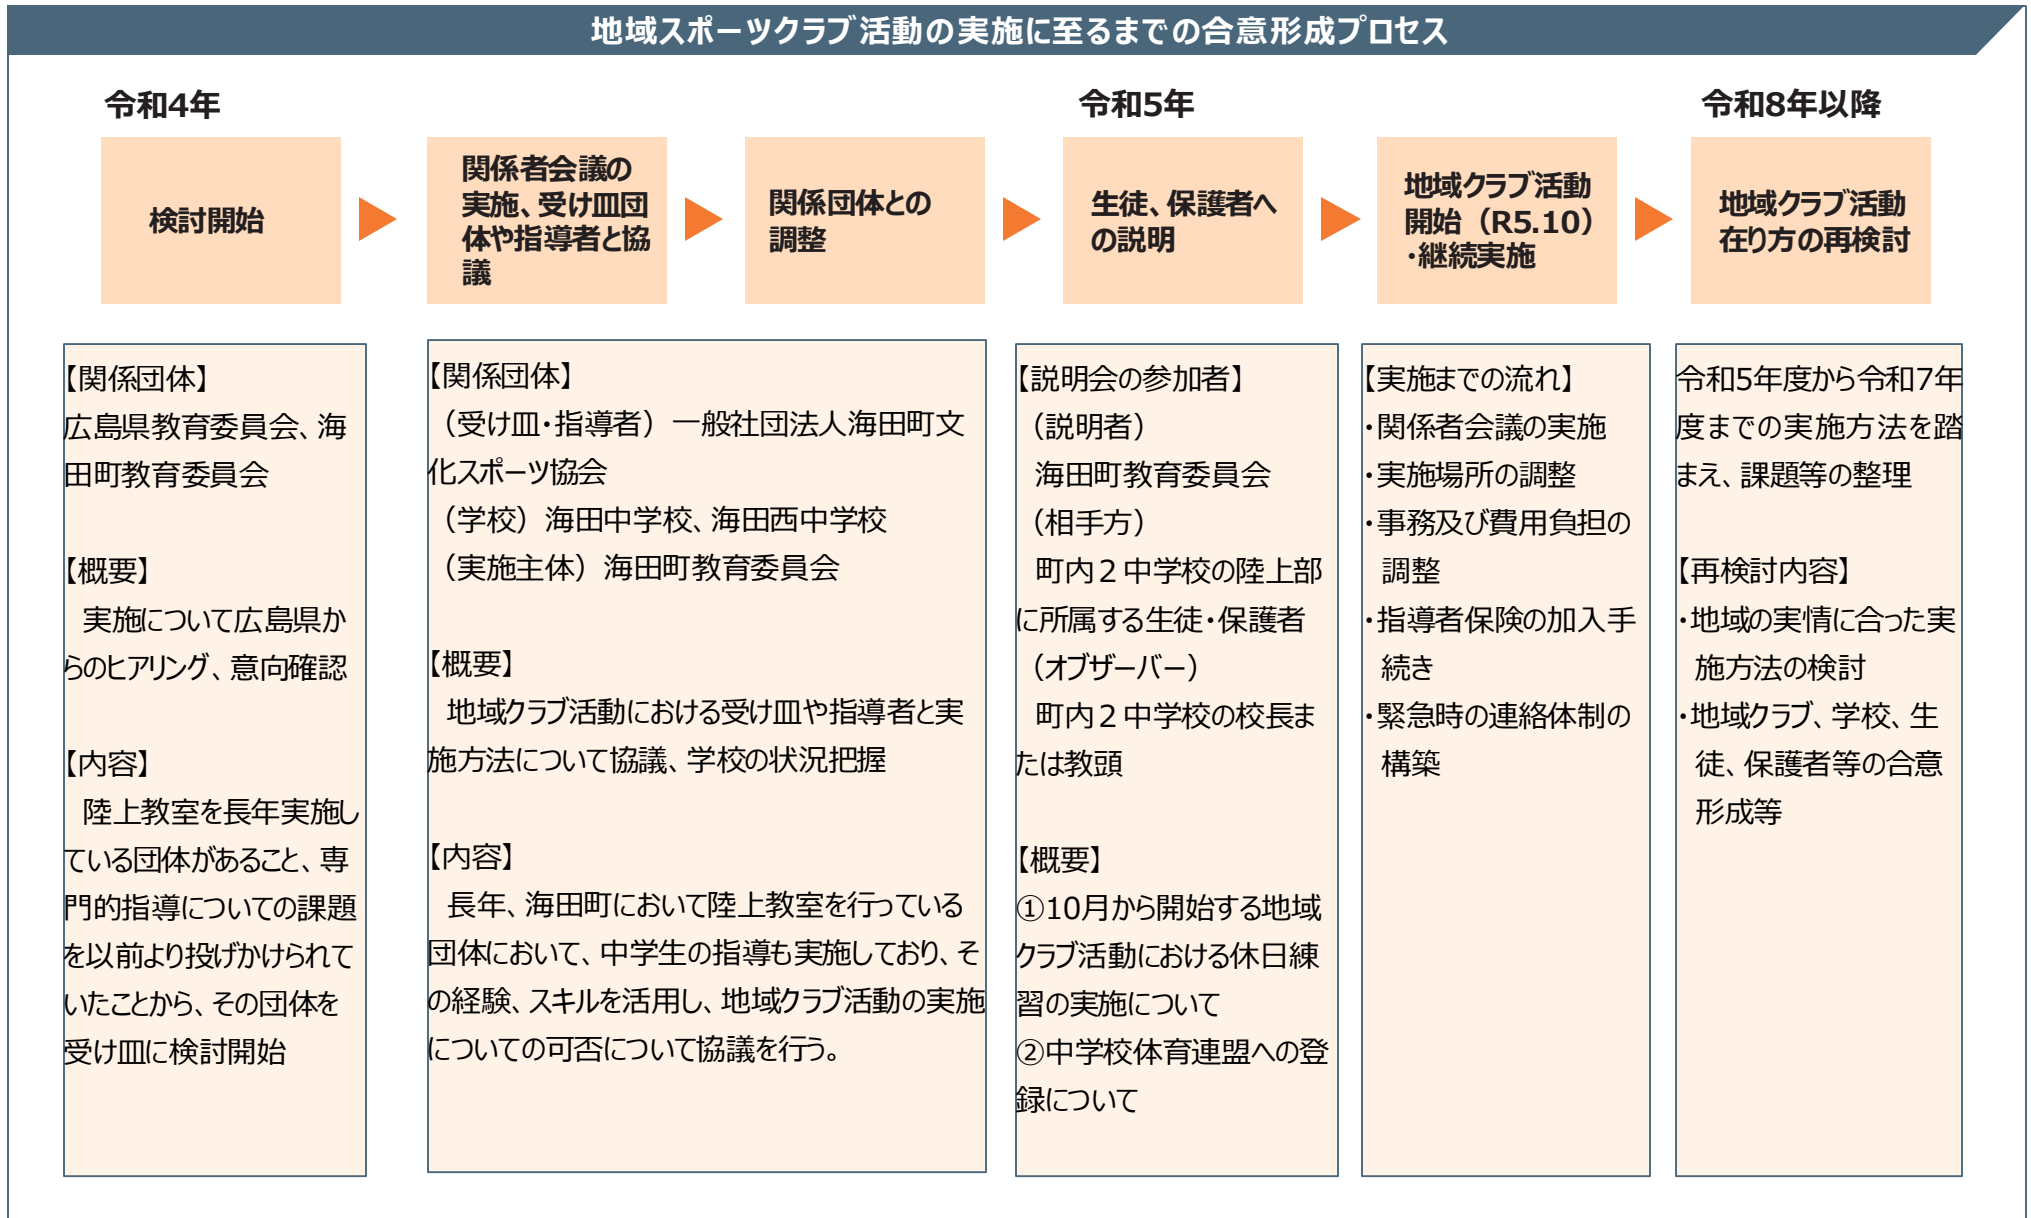 地域スポーツクラブ活動の実施に至るまでの合意形成プロセス
令和4年
令和5年
令和8年以降
検討開始
関係者会議の
実施、受け皿団
体や指導者と協
議
関係団体との
調整
生徒、保護者へ
の説明
地域クラブ活動
開始（R5.10）
・継続実施
地域クラブ活動
在り方の再検討
【関係団体】
広島県教育委員会、海
田町教育委員会
【概要】
実施について広島県か
らのヒアリング、意向確認
【内容】
陸上教室を長年実施し
ている団体があること、専
門的指導についての課題
を以前より投げかけられて
いたことから、その団体を
受け皿に検討開始
【関係団体】
（受け皿・指導者）一般社団法人海田町文
化スポーツ協会
（学校）海田中学校、海田西中学校
（実施主体）海田町教育委員会
【概要】
地域クラブ活動における受け皿や指導者と実
施方法について協議、学校の状況把握
【内容】
長年、海田町において陸上教室を行っている
団体において、中学生の指導も実施しており、そ
の経験、スキルを活用し、地域クラブ活動の実施
についての可否について協議を行う。
【説明会の参加者】
（説明者）
海田町教育委員会
（相手方）
町内２中学校の陸上部
に所属する生徒・保護者
（オブザーバー）
町内２中学校の校長ま
たは教頭
【概要】
①10月から開始する地域
クラブ活動における休日練
習の実施について
②中学校体育連盟への登
録について
【実施までの流れ】
・関係者会議の実施
・実施場所の調整
・事務及び費用負担の
調整
・指導者保険の加入手
続き
・緊急時の連絡体制の
構築
令和5年度から令和7年
度までの実施方法を踏
まえ、課題等の整理
【再検討内容】
・地域の実情に合った実
施方法の検討
・地域クラブ、学校、生
徒、保護者等の合意
形成等